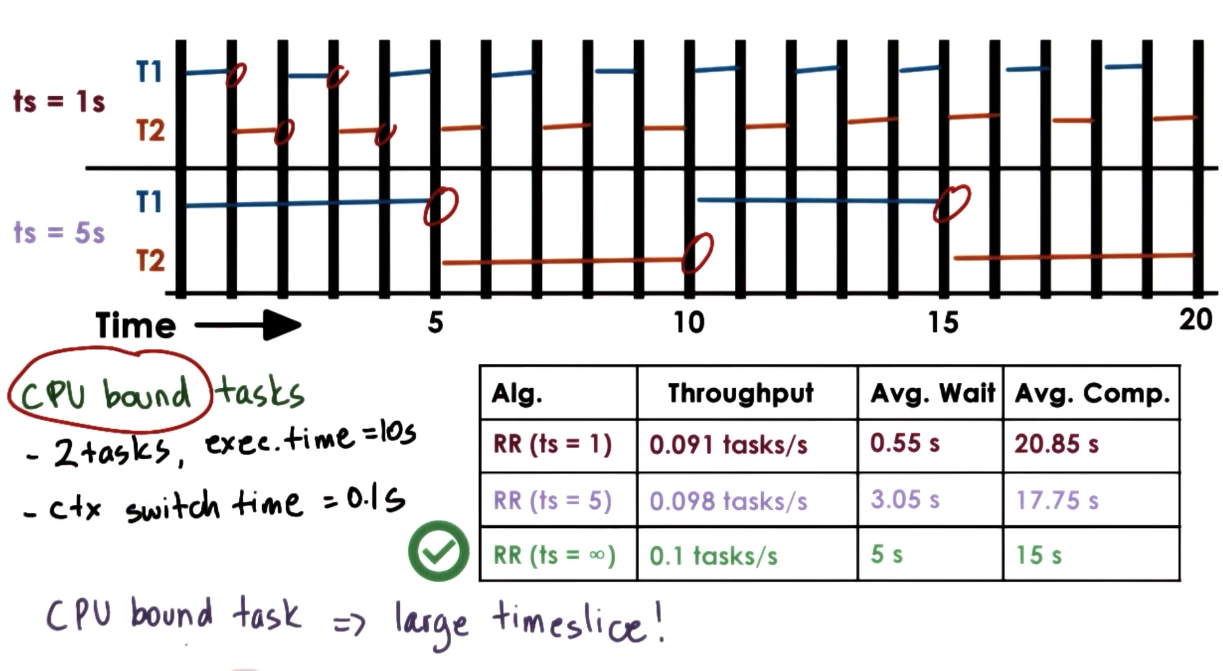 T1
ts = 1s
T2
T1
ts = 5s
T2
Time 5 10 15 20
CPU bound tasks
- 2 tasks, exec. time = 10s
- ctx switch time = 0.1s
Alg. Throughput Avg. Wait Avg. Comp.
RR (ts = 1) 0.091 tasks/s 0.55 s 20.85 s
RR (ts = 5) 0.098 tasks/s 3.05 s 17.75 s
RR (ts = ∞) 0.1 tasks/s 5 s 15 s
CPU bound task => large timeslice!